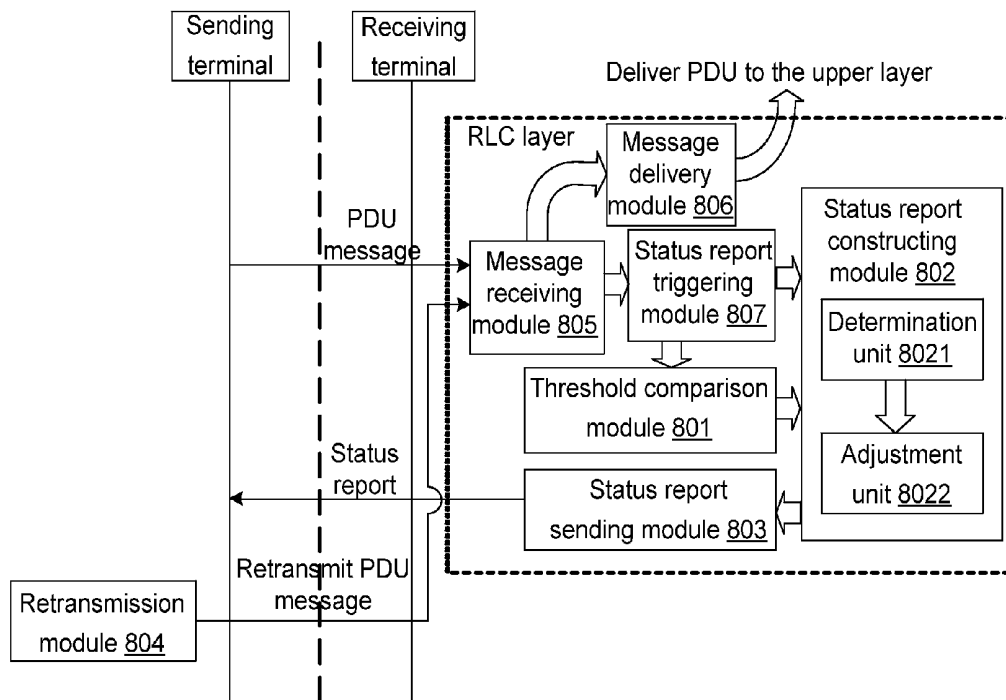 Sending
terminal
Receiving
terminal
Deliver PDU to the upper layer
RLC layer
Message
delivery
module 806
PDU
message
Message
receiving
module 805
Status report
triggering
module 807
Status report
constructing
module 802
Determination
unit 8021
Threshold comparison
module 801
Adjustment
unit 8022
Status
report
Status report
sending module 803
Retransmit PDU
message
Retransmission
module 804